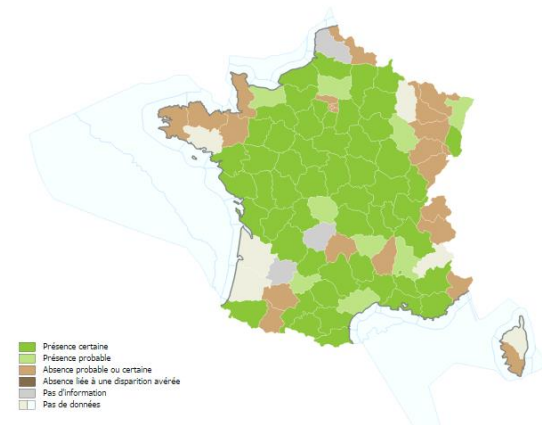 Présence certaine
Présence probable
Absence probable ou certaine
Absence liée à une disparition avérée
Pas d'information
Pas de données